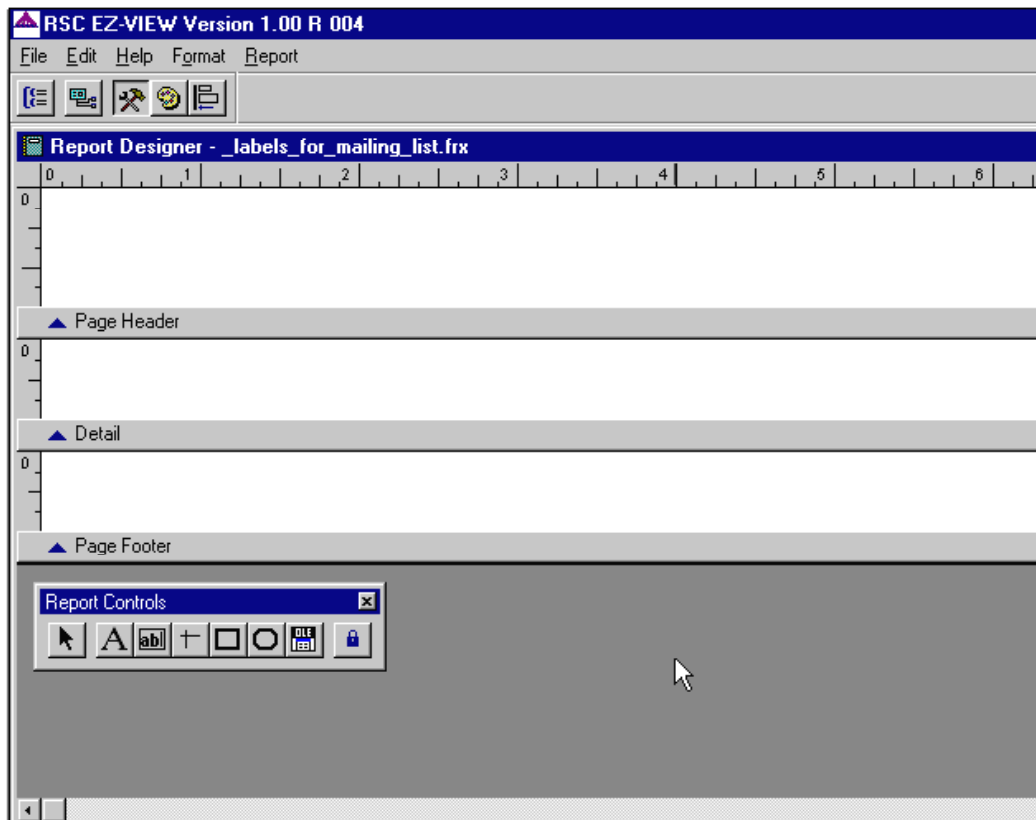 RSC EZ-VIEW Version 1.00 R 004
File Edit Help Format Report
Report Designer - _labels_for_mailing_list.frx
0 1 2 3 4 5 6
0
Page Header
0
Detail
0
Page Footer
Report Controls
A abl OLE